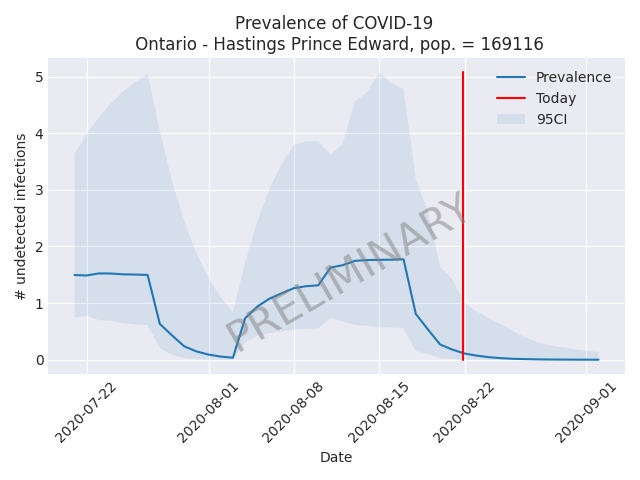 Prevalence of COVID-19
Ontario - Hastings Prince Edward, pop. = 169116
# undetected infections
5
4
3
2
1
0
Prevalence
Today
95CI
PRELIMINARY
2020-07-22
2020-08-01
2020-08-08
2020-08-15
2020-08-22
2020-09-01
Date